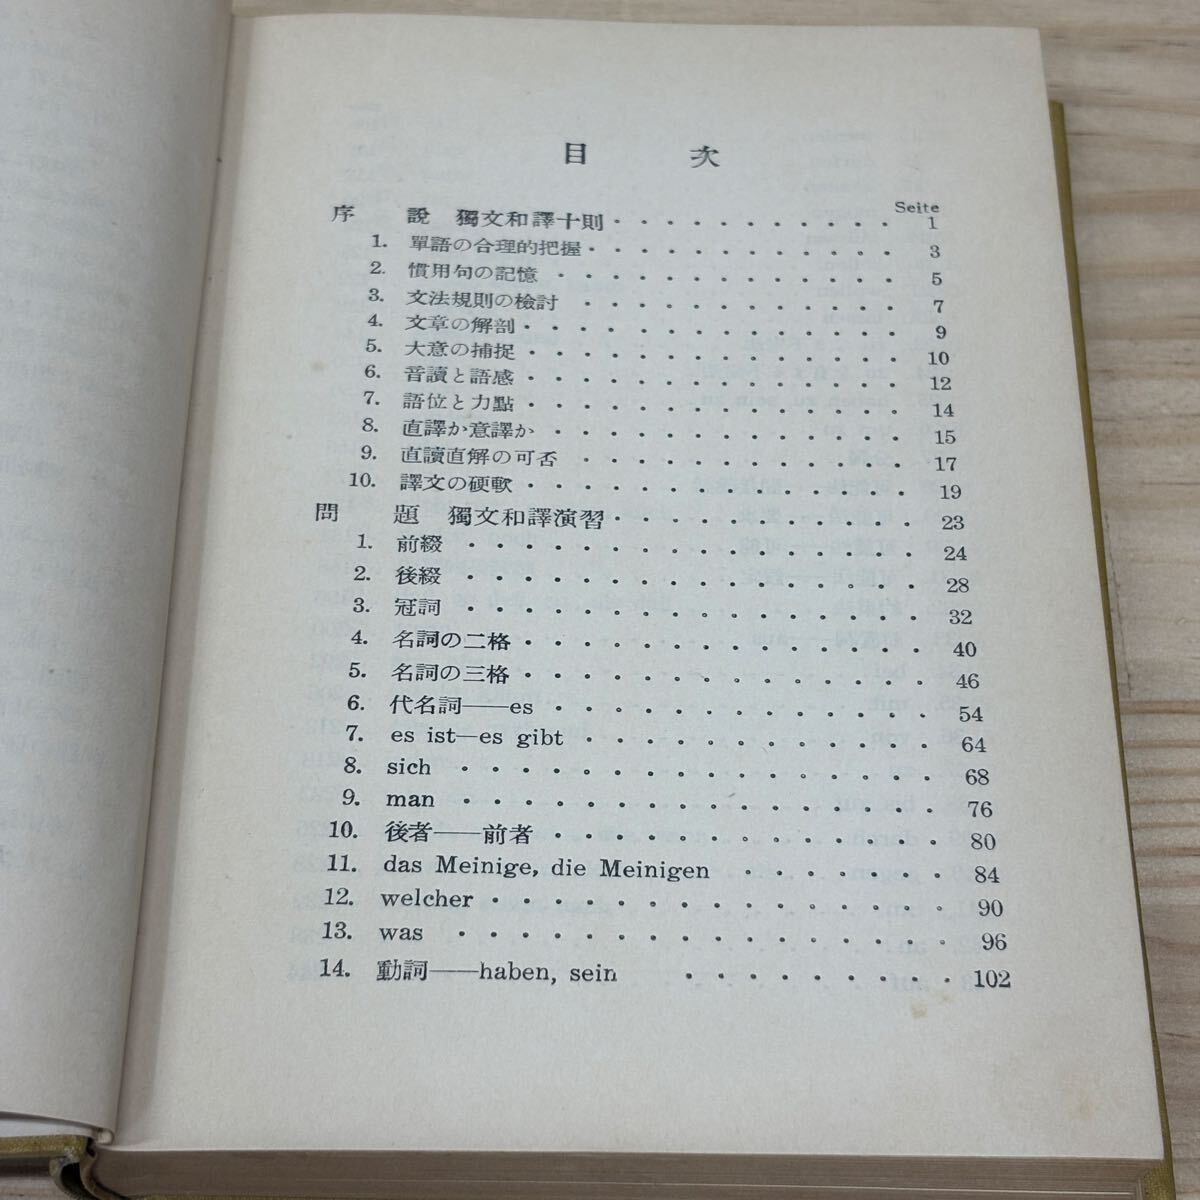 目次
Seite
序 說 獨文和譯十則 1
1. 單語の合理的把握 3
2. 慣用句の記憶 5
3. 文法規則の檢討 7
4. 文章の解剖 9
5. 大意の捕捉 10
6. 音讀と語感 12
7. 語位と力點 14
8. 直譯か意譯か 15
9. 直讀直解の可否 17
10. 譯文の硬軟 19
問 題 獨文和譯演習 23
1. 前綴 24
2. 後綴 28
3. 冠詞 32
4. 名詞の二格 40
5. 名詞の三格 46
6. 代名詞——es 54
7. es ist—es gibt 64
8. sich 68
9. man 76
10. 後者——前者 80
11. das Meinige, die Meinigen 84
12. welcher 90
13. was 96
14. 動詞——haben, sein 102